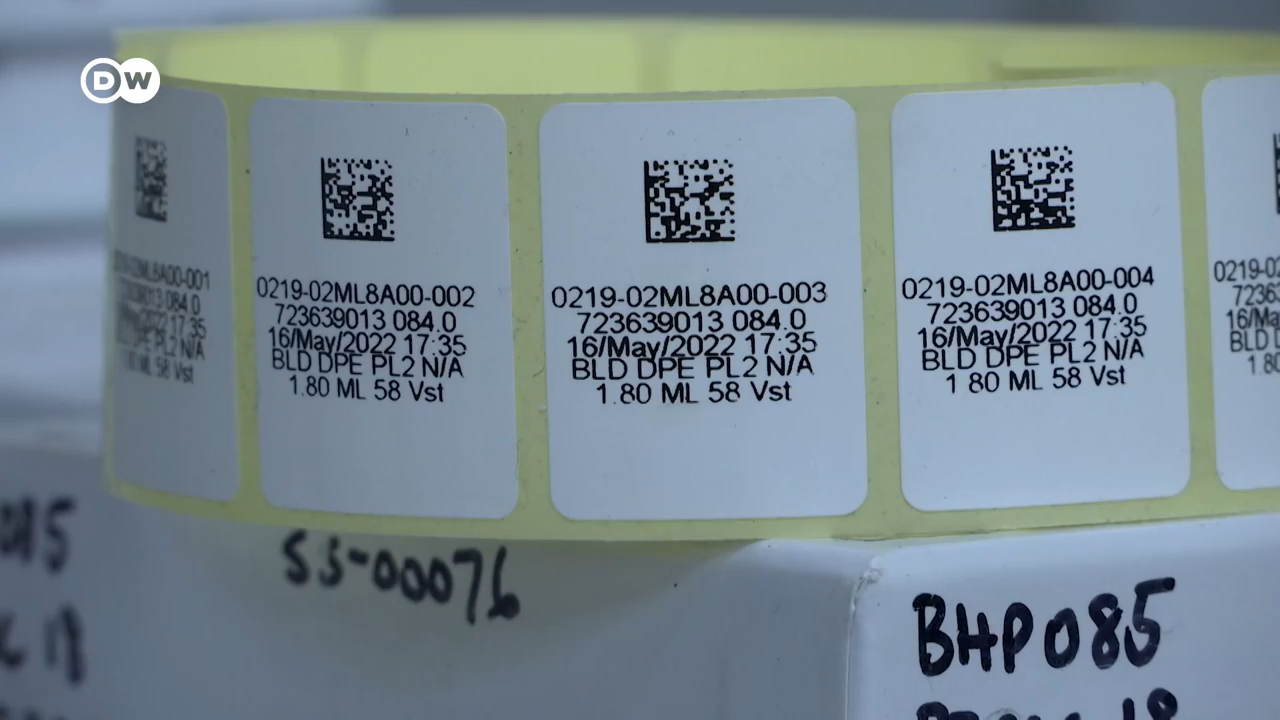 DW
0219-02ML8A00-001
0219-02ML8A00-002
723639013 084.0
16/May/2022 17:35
BLD DPE PL2 N/A
1.80 ML 58 Vst
0219-02ML8A00-003
723639013 084.0
16/May/2022 17:35
BLD DPE PL2 N/A
1.80 ML 58 Vst
0219-02ML8A00-004
723639013 084.0
16/May/2022 17:35
BLD DPE PL2 N/A
1 80 ML 58 Vst
SS-00076
BHP085